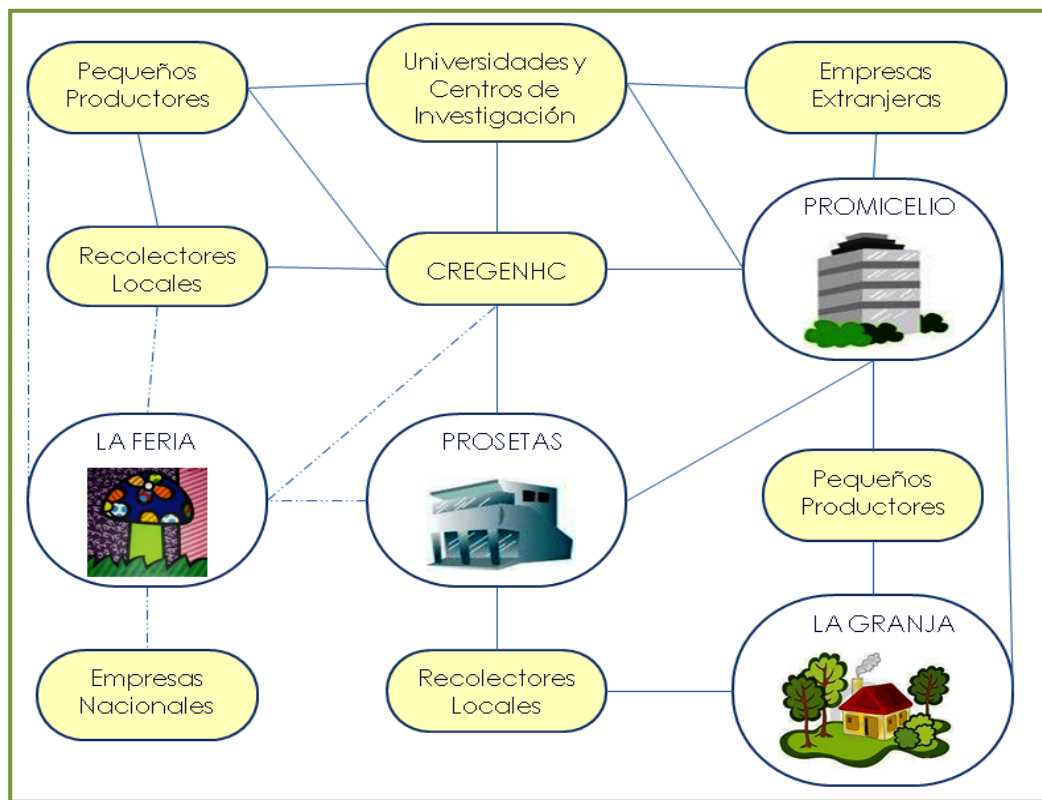 Pequeños
Productores
Universidades y
Centros de
Investigación
Empresas
Extranjeras
PROMICELIO
Recolectores
Locales
CREGENHC
LA FERIA
PROSETAS
Pequeños
Productores
LA GRANJA
Empresas
Nacionales
Recolectores
Locales